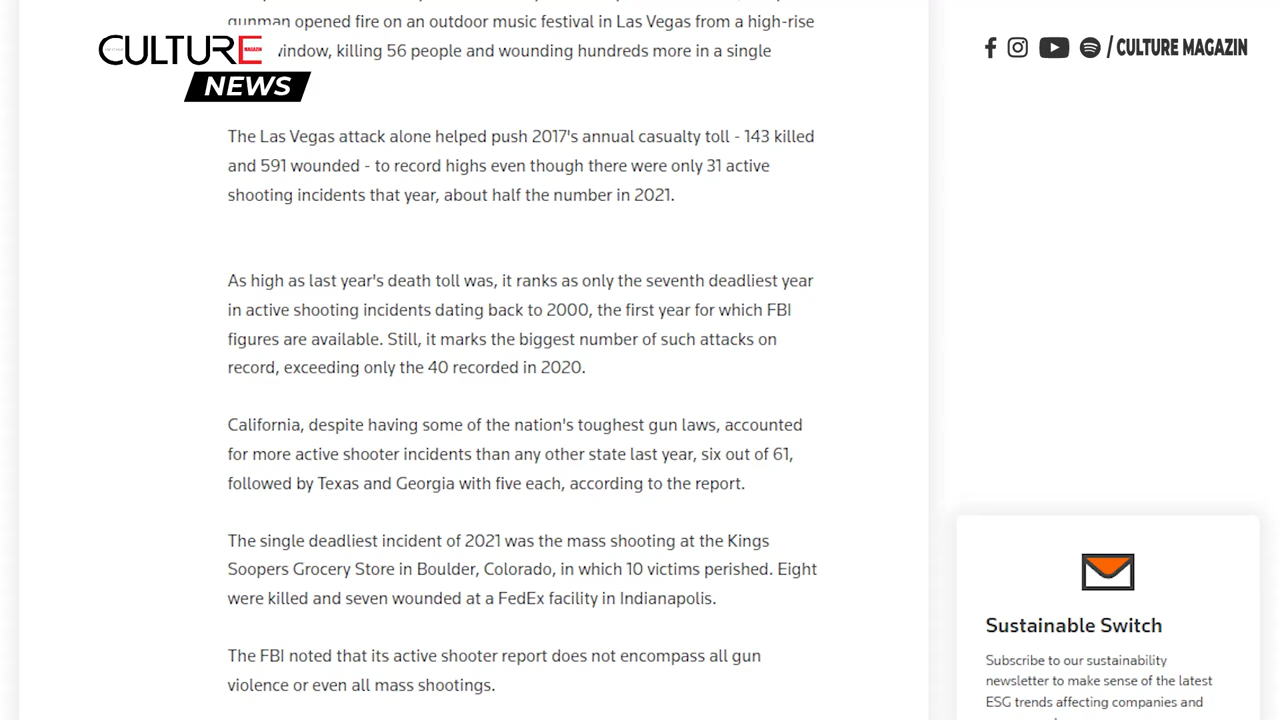 gunman opened fire on an outdoor music festival in Las Vegas from a high-rise
window, killing 56 people and wounding hundreds more in a single
CULTURE MAGAZIN
NEWS
/ CULTURE MAGAZIN
The Las Vegas attack alone helped push 2017's annual casualty toll - 143 killed
and 591 wounded - to record highs even though there were only 31 active
shooting incidents that year, about half the number in 2021.
As high as last year's death toll was, it ranks as only the seventh deadliest year
in active shooting incidents dating back to 2000, the first year for which FBI
figures are available. Still, it marks the biggest number of such attacks on
record, exceeding only the 40 recorded in 2020.
California, despite having some of the nation's toughest gun laws, accounted
for more active shooter incidents than any other state last year, six out of 61,
followed by Texas and Georgia with five each, according to the report.
The single deadliest incident of 2021 was the mass shooting at the Kings
Soopers Grocery Store in Boulder, Colorado, in which 10 victims perished. Eight
were killed and seven wounded at a FedEx facility in Indianapolis.
The FBI noted that its active shooter report does not encompass all gun
violence or even all mass shootings.
Sustainable Switch
Subscribe to our sustainability
newsletter to make sense of the latest
ESG trends affecting companies and